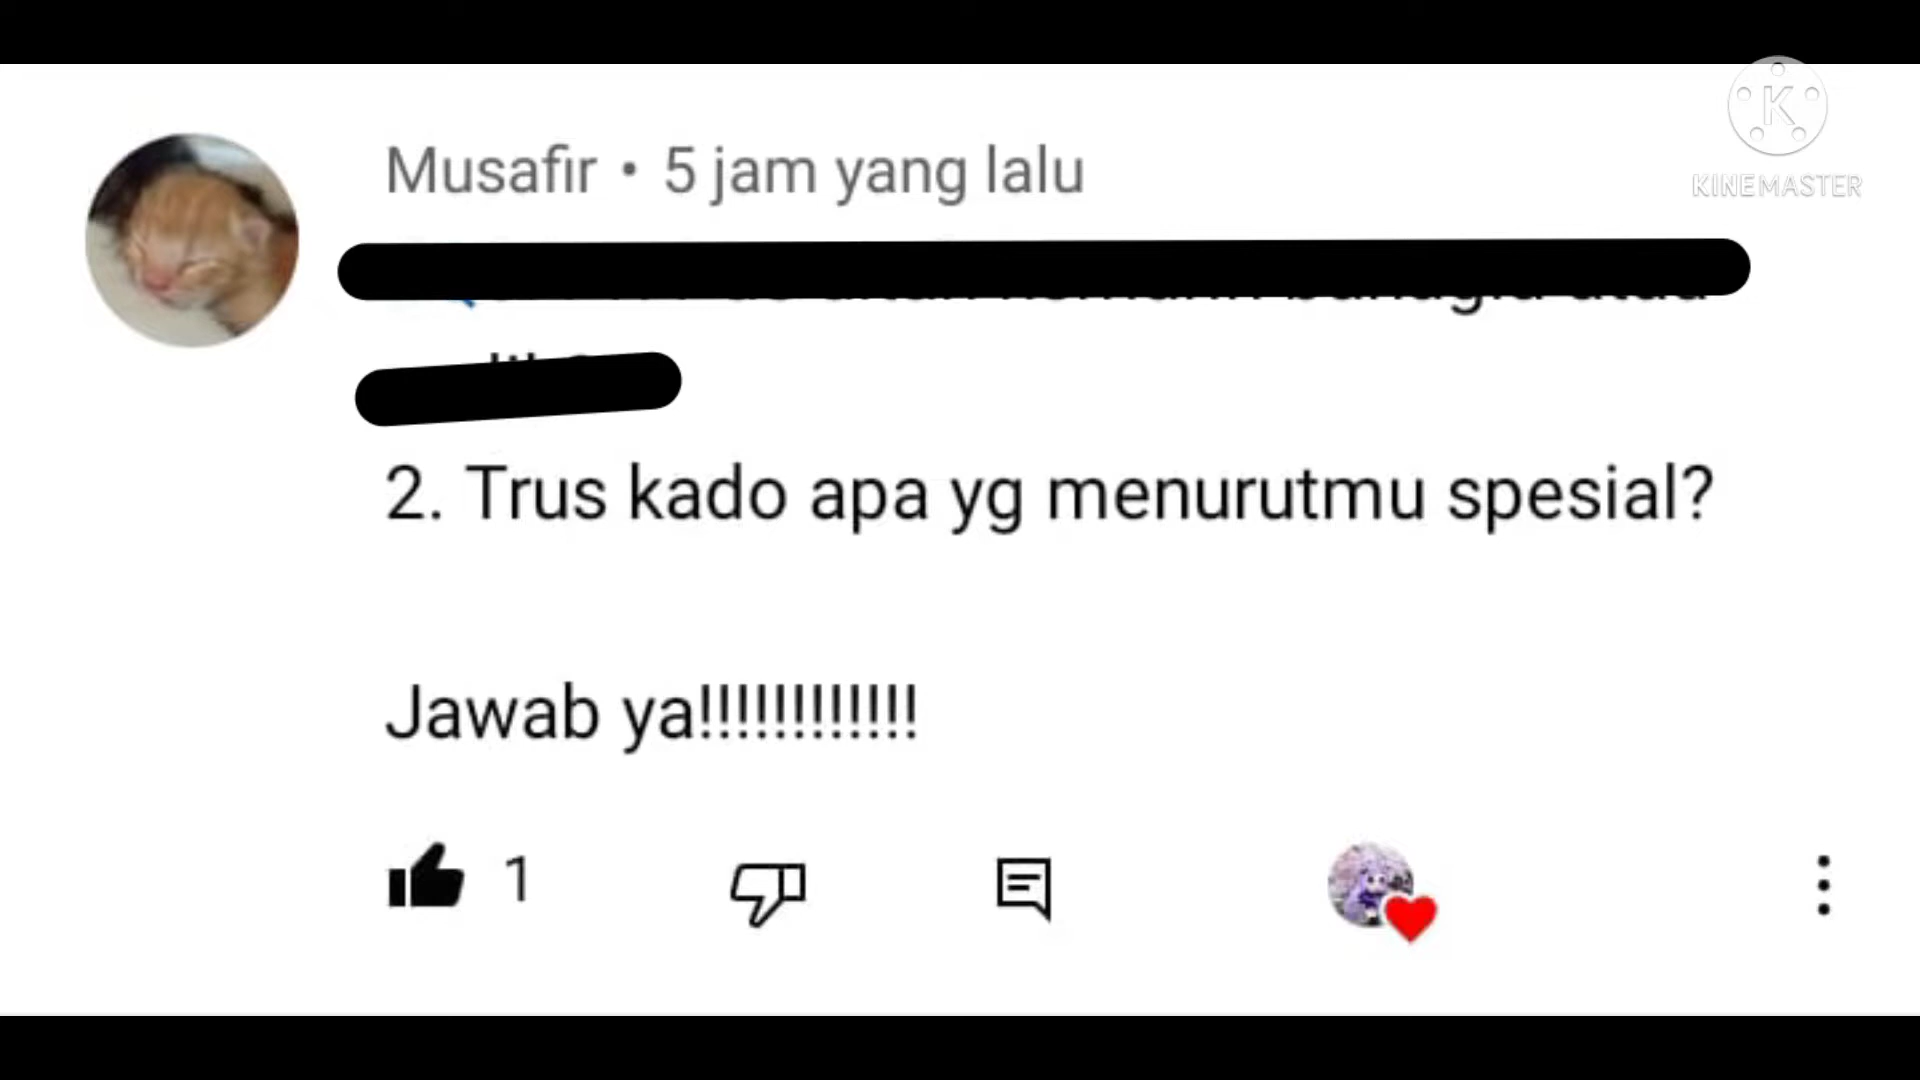 Musafir • 5 jam yang lalu
2. Trus kado apa yg menurutmu spesial?
Jawab ya!!!!!!!!!!!!
1
K
KINEMASTER